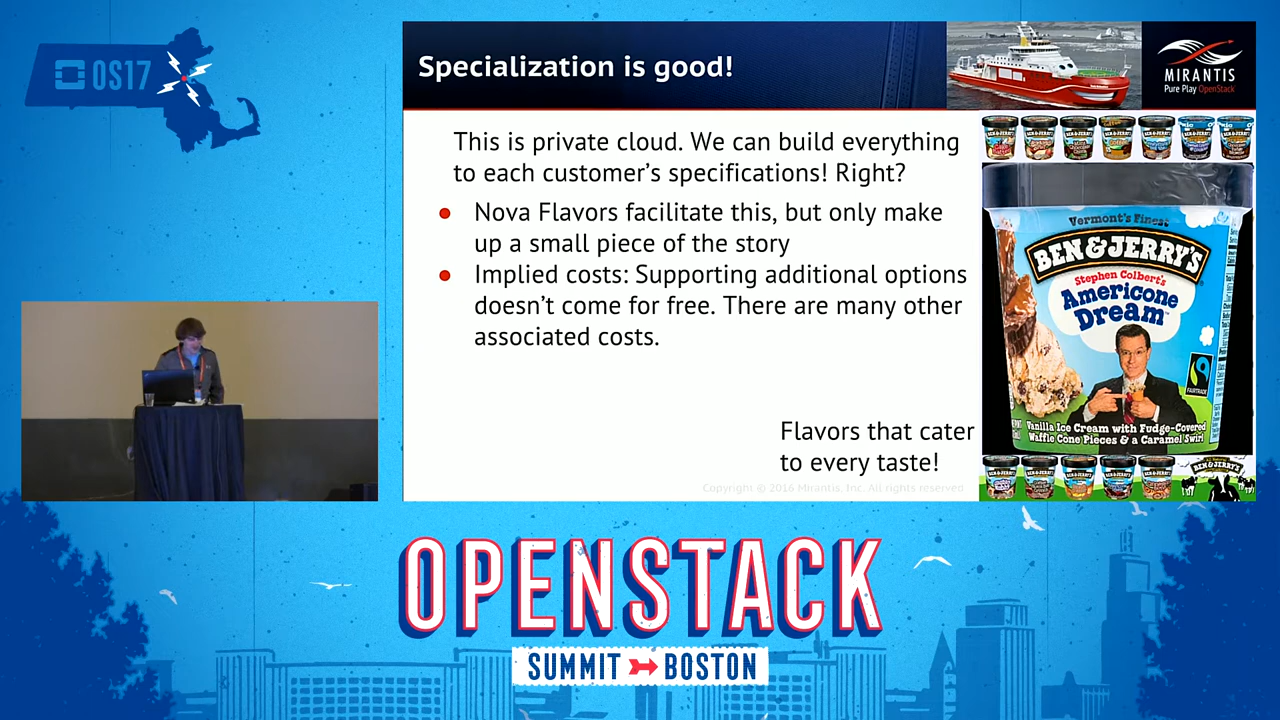 OS17
Specialization is good!
MIRANTIS
Pure Play OpenStack
This is private cloud. We can build everything
to each customer's specifications! Right?
● Nova Flavors facilitate this, but only make
up a small piece of the story
● Implied costs: Supporting additional options
doesn't come for free. There are many other
associated costs.
Flavors that cater
to every taste!
Copyright © 2016 Mirantis, Inc. All rights reserved
Vermont's Finest
BEN & JERRY'S
Stephen Colbert's
Americone
Dream
FAIRTRADE
Vanilla Ice Cream with Fudge-Covered
Waffle Cone Pieces & a Caramel Swirl
BEN & JERRY'S
OPENSTACK
SUMMIT BOSTON